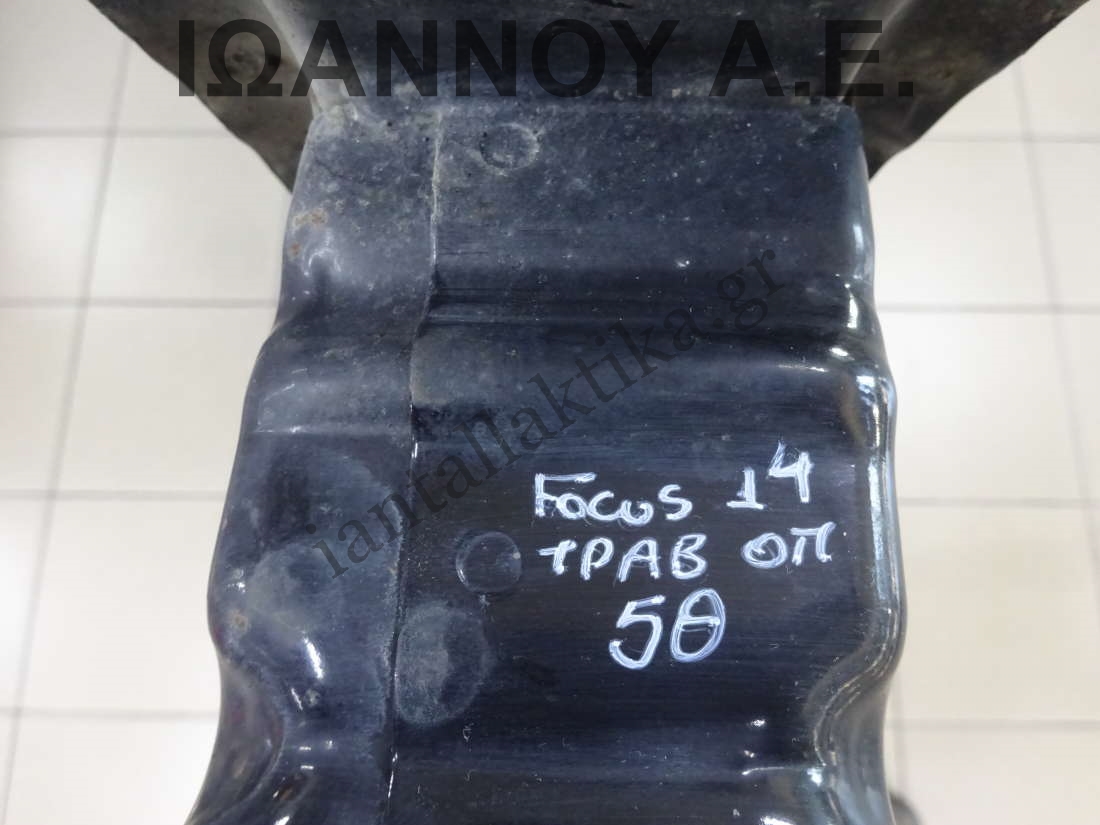 ΙΩΑΝΝΟΥ Α.Ε.
iantallaktika.gr
FOCUS 14
ΤΡΑΒ ΟΠ
5Θ